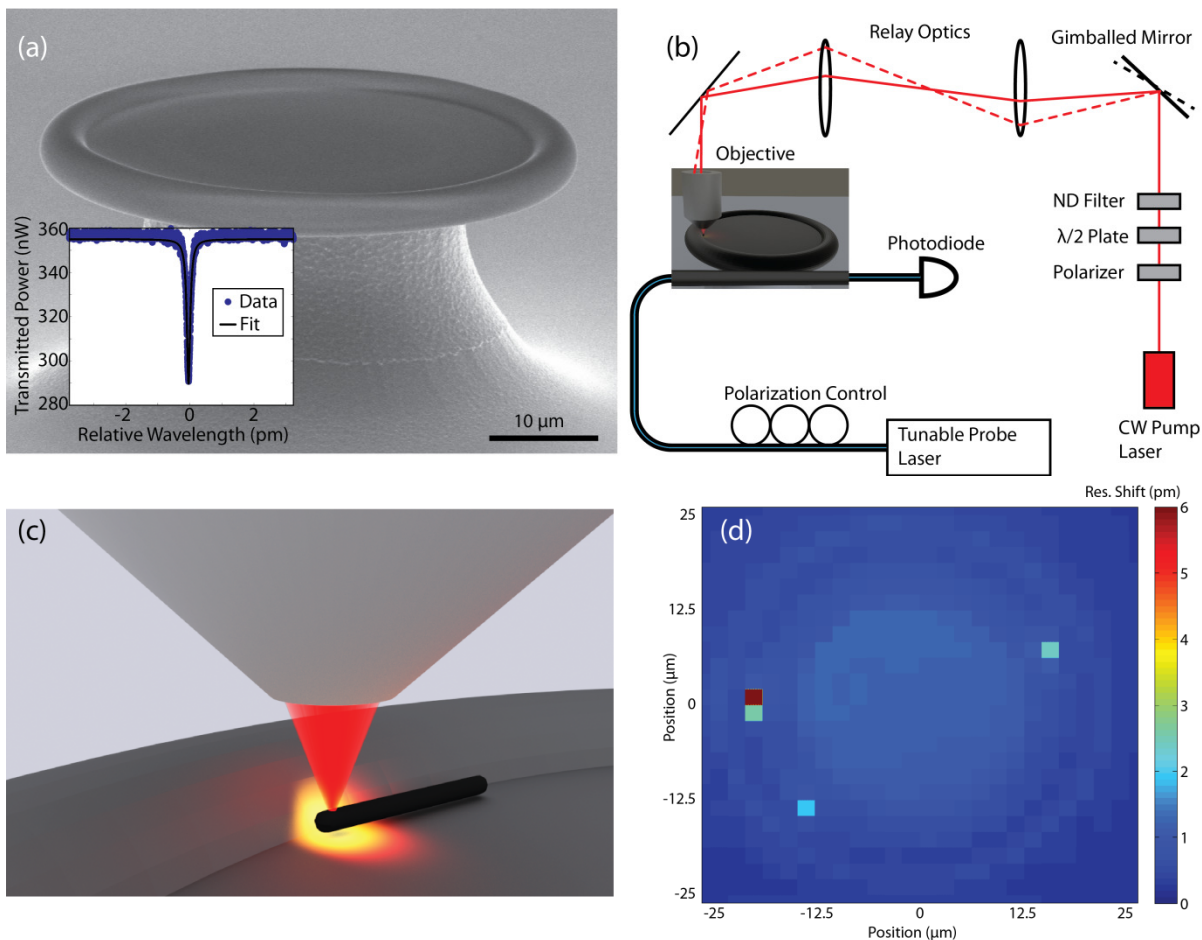 (a)
Transmitted Power (nW)
360
340
320
300
280
Data
Fit
-2
0
2
Relative Wavelength (pm)
10 µm
(b)
Relay Optics
Gimballed Mirror
Objective
ND Filter
λ/2 Plate
Polarizer
Photodiode
Polarization Control
Tunable Probe
Laser
CW Pump
Laser
(c)
(d)
Res. Shift (pm)
6
5
4
3
2
1
0
Position (µm)
25
12.5
0
-12.5
-25
-25
-12.5
0
12.5
25
Position (µm)